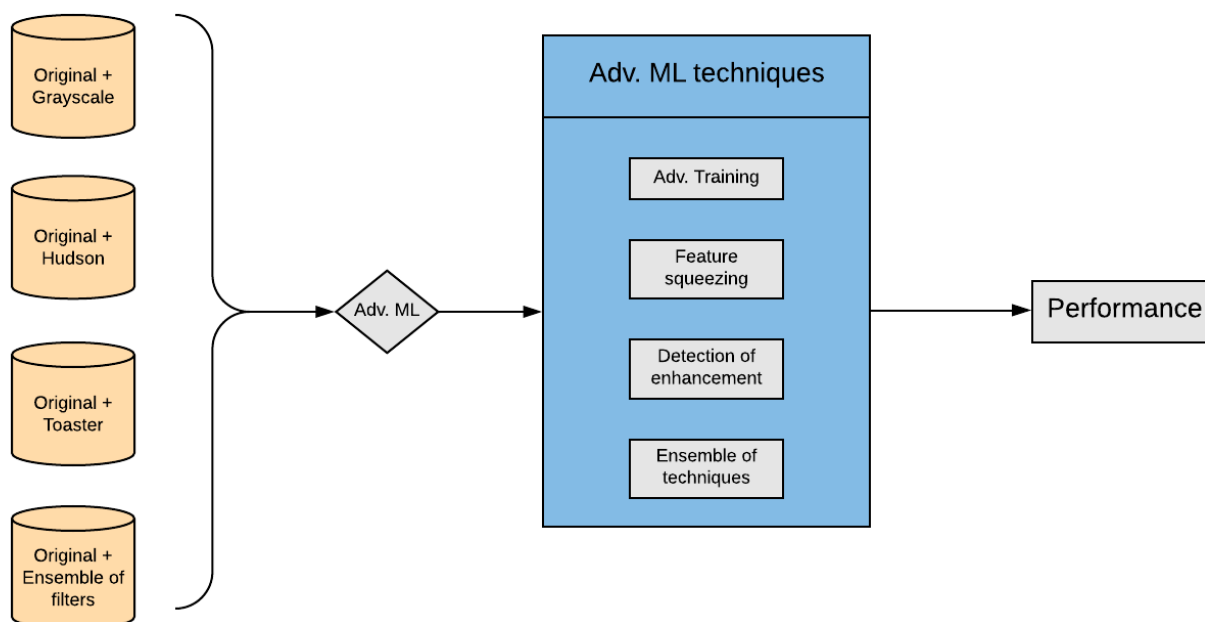 Original +
Grayscale
Original +
Hudson
Original +
Toaster
Original +
Ensemble of
filters
Adv. ML
Adv. ML techniques
Adv. Training
Feature
squeezing
Detection of
enhancement
Ensemble of
techniques
Performance